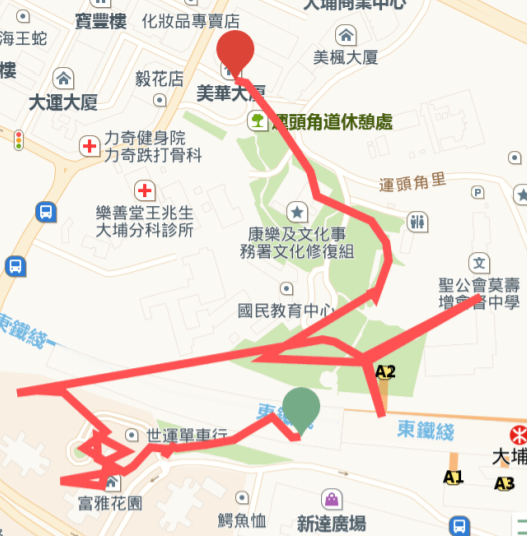 大埔商業中心
寶豐樓
化妝品專賣店
海王蛇
美楓大廈
樓
毅花店
大運大廈
美華大廈
運頭角道休憩處
力奇健身院
力奇跌打骨科
運頭角里
P
樂善堂王兆生
大埔分科診所
康樂及文化事
務署文化修復組
文
聖公會莫壽
增會督中學
國民教育中心
東鐵綫
A2
東鐵綫
東鐵綫
世運單車行
大埔
A1
A3
富雅花園
鰐魚恤
新達廣場